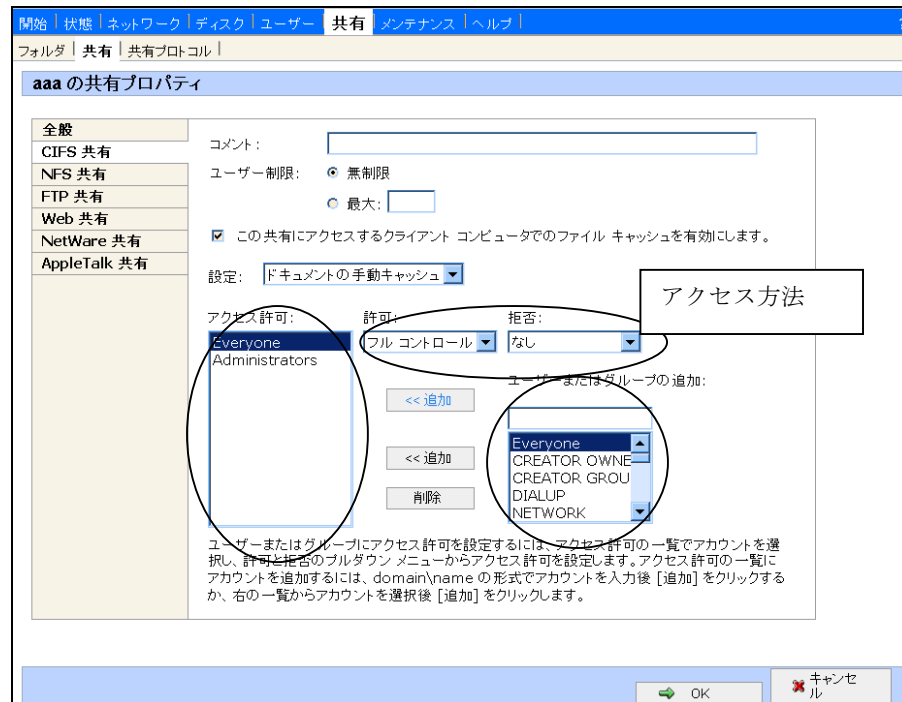 開始 状態 ネットワーク ディスク ユーザー 共有 メンテナンス ヘルプ
フォルダ 共有 共有プロトコル
aaa の共有プロパティ
全般
CIFS 共有
NFS 共有
FTP 共有
Web 共有
NetWare 共有
AppleTalk 共有
コメント:
ユーザー制限: 無制限
最大:
この共有にアクセスするクライアント コンピュータでのファイル キャッシュを有効にします。
設定: ドキュメントの手動キャッシュ
アクセス方法
アクセス許可: 許可: 拒否:
Everyone フル コントロール なし
Administrators
ユーザーまたはグループの追加:
<< 追加
Everyone
<< 追加 CREATOR OWNE
CREATOR GROU
削除 DIALUP
NETWORK
ユーザーまたはグループにアクセス許可を設定するには、アクセス許可の一覧でアカウントを選
択し、許可と拒否のプルダウン メニューからアクセス許可を設定します。アクセス許可の一覧に
アカウントを追加するには、domain\name の形式でアカウントを入力後 [追加] をクリックする
か、右の一覧からアカウントを選択後 [追加] をクリックします。
OK キャンセ
ル